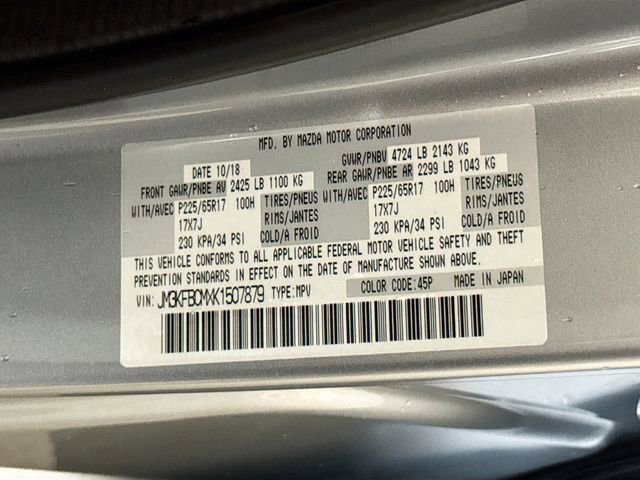 MFD. BY MAZDA MOTOR CORPORATION
DATE 10/18 GVWR/PNBV 4724 LB 2143 KG
FRONT GAWR/PNBE AV 2425 LB 1100 KG REAR GAWR/PNBE AR 2299 LB 1043 KG
WITH/AVEC P225/65R17 100H TIRES/PNEUS WITH/AVEC P225/65R17 100H TIRES/PNEUS
17X7J RIMS/JANTES 17X7J RIMS/JANTES
230 KPA/34 PSI COLD/A FROID 230 KPA/34 PSI COLD/A FROID
THIS VEHICLE CONFORMS TO ALL APPLICABLE FEDERAL MOTOR VEHICLE SAFETY AND THEFT
PREVENTION STANDARDS IN EFFECT ON THE DATE OF MANUFACTURE SHOWN ABOVE.
VIN: JM3KFBCMXK1507879 TYPE:MPV COLOR CODE:45P MADE IN JAPAN